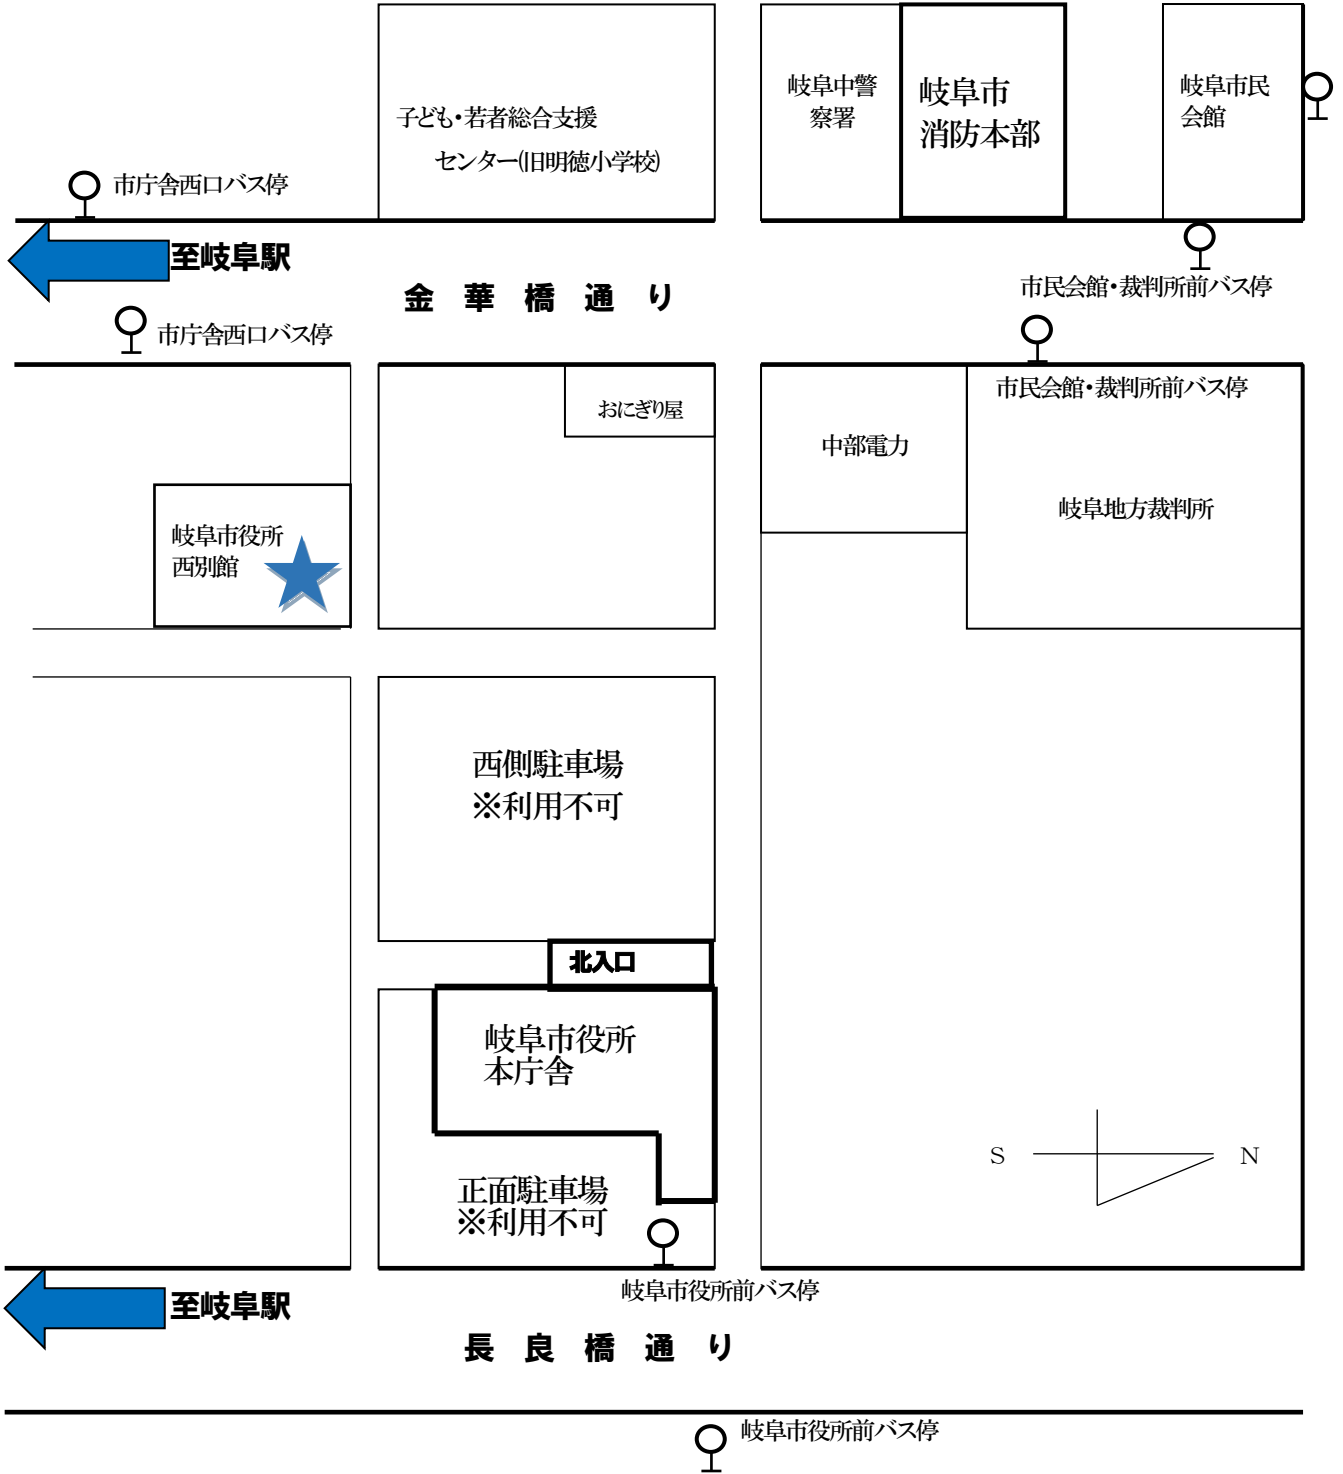 岐阜中警
察署
岐阜市
消防本部
岐阜市民
会館
子ども・若者総合支援
センター(旧明徳小学校)
市庁舎西口バス停
至岐阜駅
金華橋通り
市民会館・裁判所前バス停
市庁舎西口バス停
市民会館・裁判所前バス停
おにぎり屋
中部電力
岐阜地方裁判所
岐阜市役所
西別館
西側駐車場
※利用不可
北入口
岐阜市役所
本庁舎
S
N
正面駐車場
※利用不可
岐阜市役所前バス停
至岐阜駅
長良橋通り
岐阜市役所前バス停